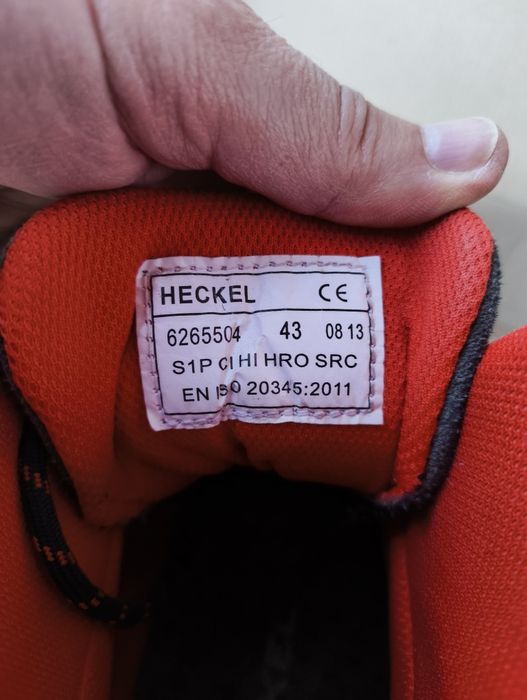 HECKEL CE
6265504 43 08 13
S1P CI HI HRO SRC
EN ISO 20345:2011